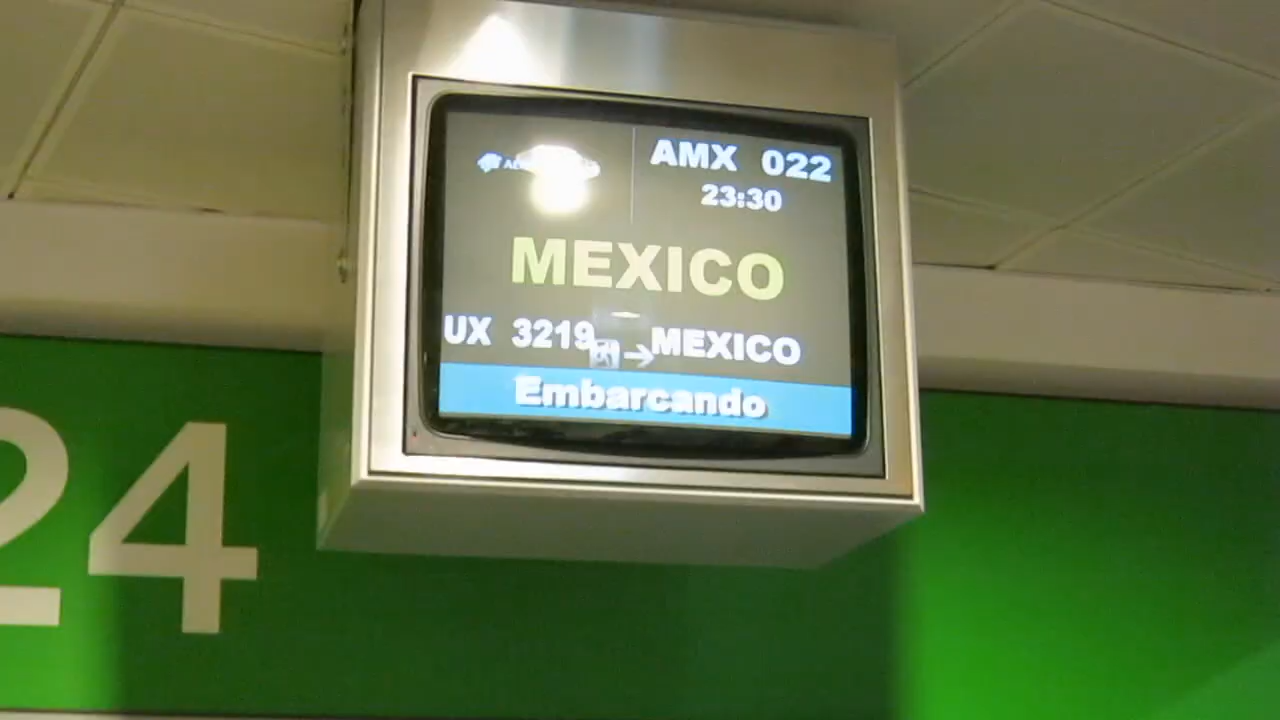 AMX 022
23:30
MEXICO
UX 3219 MEXICO
Embarcando
24